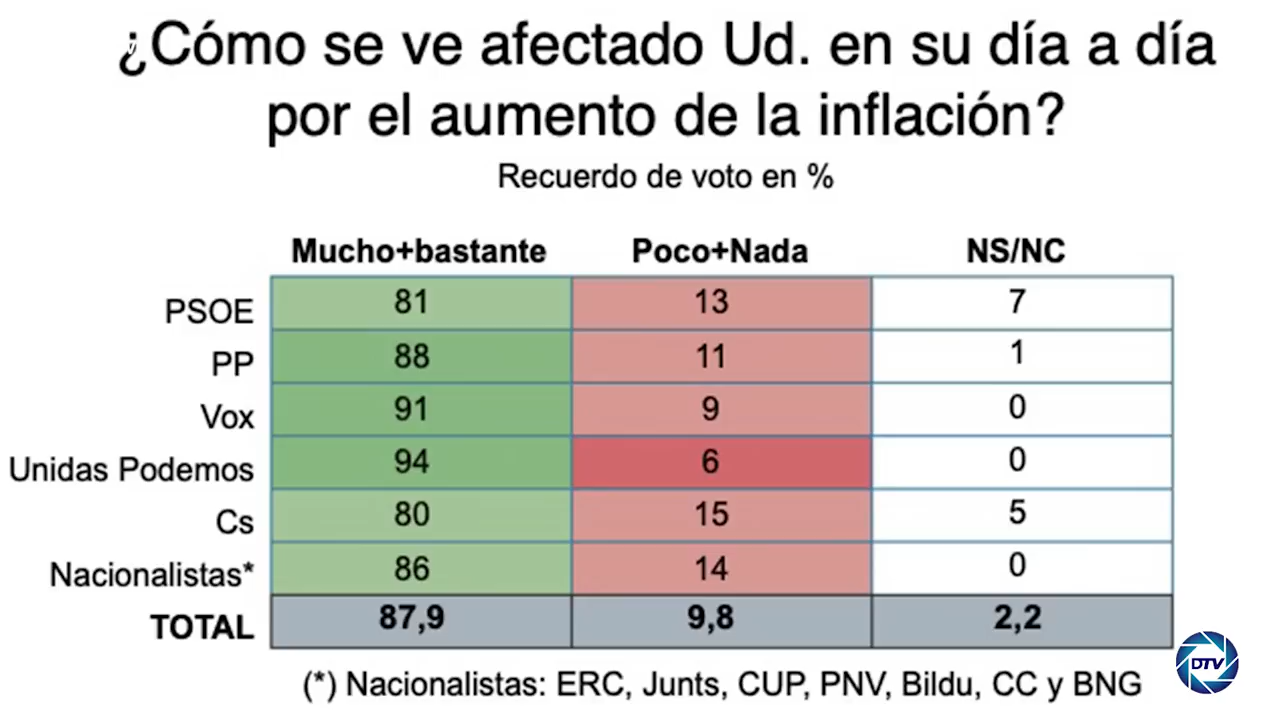 ¿Cómo se ve afectado Ud. en su día a día
por el aumento de la inflación?
Recuerdo de voto en %
Mucho+bastante Poco+Nada NS/NC
PSOE 81 13 7
PP 88 11 1
Vox 91 9 0
Unidas Podemos 94 6 0
Cs 80 15 5
Nacionalistas* 86 14 0
TOTAL 87,9 9,8 2,2
(*) Nacionalistas: ERC, Junts, CUP, PNV, Bildu, CC y BNG
DTV